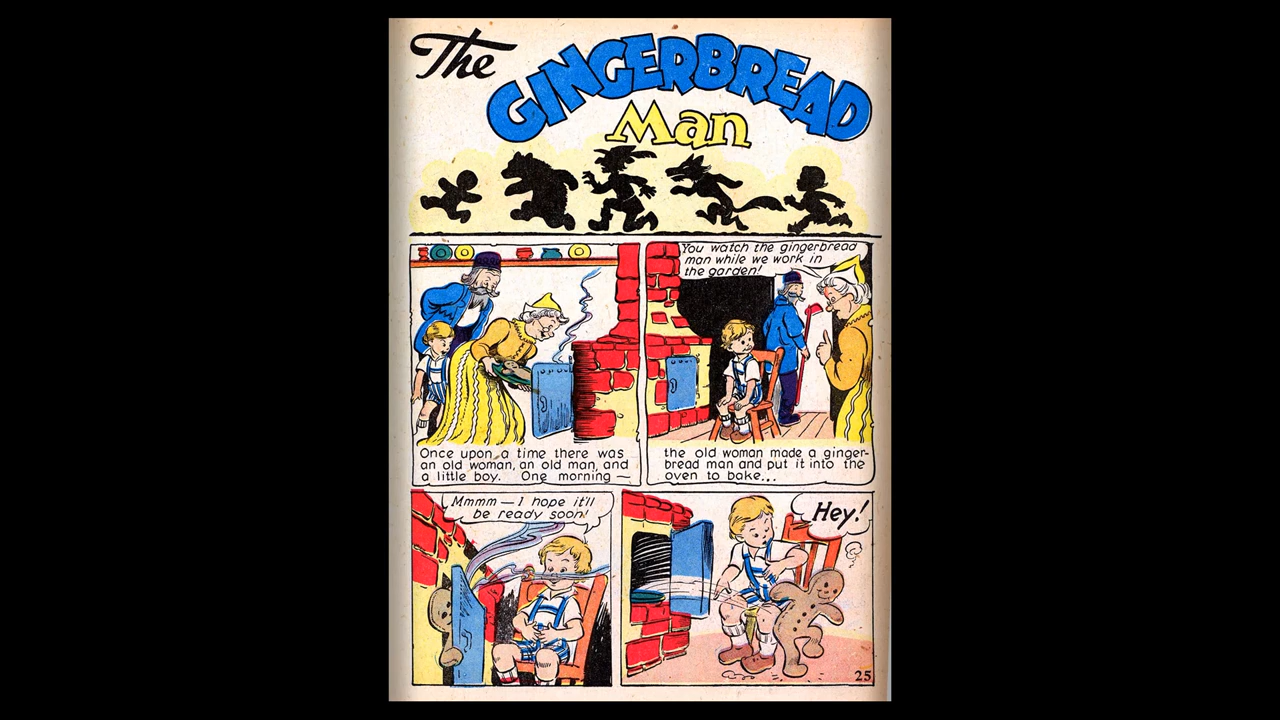 The
GINGERBREAD
Man
You watch the gingerbread
man while we work in
the garden!
Once upon a time there was
an old woman, an old man, and
a little boy. One morning —
the old woman made a ginger-
bread man and put it into the
oven to bake...
Mmmm — I hope it'll
be ready soon!
Hey!
25